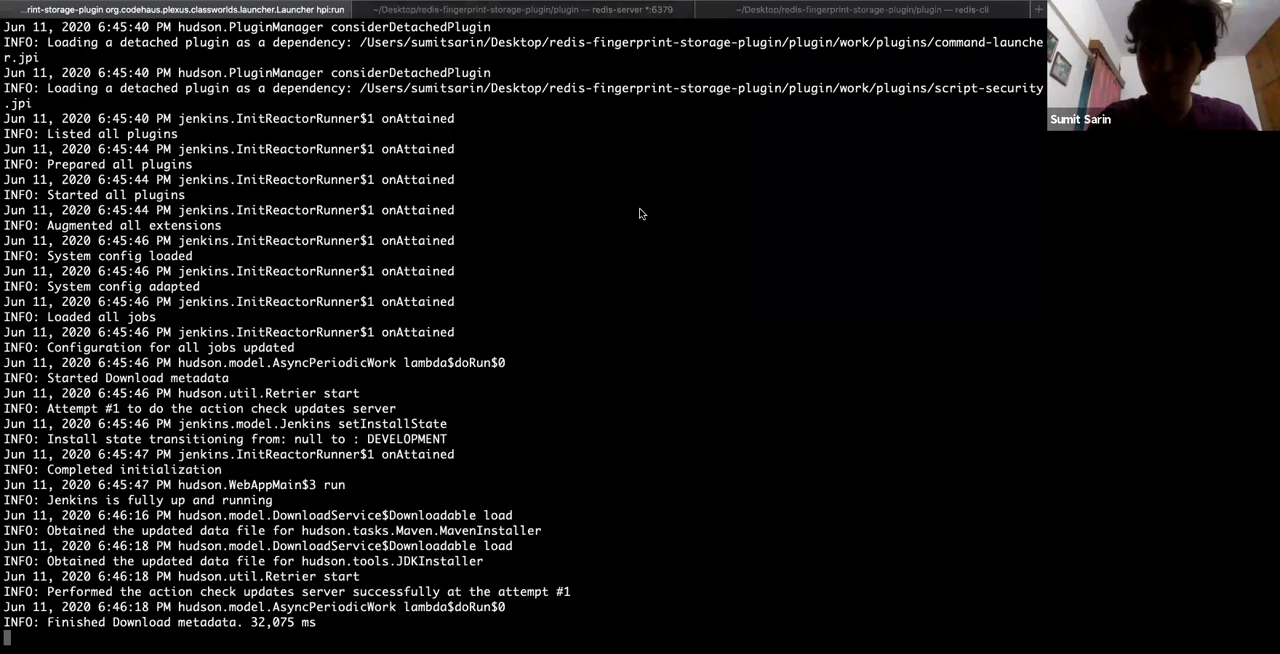 ...rint-storage-plugin org.codehaus.plexus.classworlds.launcher.Launcher hpi:run
~/Desktop/redis-fingerprint-storage-plugin/plugin — redis-server *:6379
~/Desktop/redis-fingerprint-storage-plugin/plugin — redis-cli
+
Jun 11, 2020 6:45:40 PM hudson.PluginManager considerDetachedPlugin
INFO: Loading a detached plugin as a dependency: /Users/sumitsarin/Desktop/redis-fingerprint-storage-plugin/plugin/work/plugins/command-launche
r.jpi
Jun 11, 2020 6:45:40 PM hudson.PluginManager considerDetachedPlugin
INFO: Loading a detached plugin as a dependency: /Users/sumitsarin/Desktop/redis-fingerprint-storage-plugin/plugin/work/plugins/script-security
.jpi
Jun 11, 2020 6:45:40 PM jenkins.InitReactorRunner$1 onAttained
INFO: Listed all plugins
Jun 11, 2020 6:45:44 PM jenkins.InitReactorRunner$1 onAttained
INFO: Prepared all plugins
Jun 11, 2020 6:45:44 PM jenkins.InitReactorRunner$1 onAttained
INFO: Started all plugins
Jun 11, 2020 6:45:44 PM jenkins.InitReactorRunner$1 onAttained
INFO: Augmented all extensions
Jun 11, 2020 6:45:46 PM jenkins.InitReactorRunner$1 onAttained
INFO: System config loaded
Jun 11, 2020 6:45:46 PM jenkins.InitReactorRunner$1 onAttained
INFO: System config adapted
Jun 11, 2020 6:45:46 PM jenkins.InitReactorRunner$1 onAttained
INFO: Loaded all jobs
Jun 11, 2020 6:45:46 PM jenkins.InitReactorRunner$1 onAttained
INFO: Configuration for all jobs updated
Jun 11, 2020 6:45:46 PM hudson.model.AsyncPeriodicWork lambda$doRun$0
INFO: Started Download metadata
Jun 11, 2020 6:45:46 PM hudson.util.Retrier start
INFO: Attempt #1 to do the action check updates server
Jun 11, 2020 6:45:46 PM jenkins.model.Jenkins setInstallState
INFO: Install state transitioning from: null to : DEVELOPMENT
Jun 11, 2020 6:45:47 PM jenkins.InitReactorRunner$1 onAttained
INFO: Completed initialization
Jun 11, 2020 6:45:47 PM hudson.WebAppMain$3 run
INFO: Jenkins is fully up and running
Jun 11, 2020 6:46:16 PM hudson.model.DownloadService$Downloadable load
INFO: Obtained the updated data file for hudson.tasks.Maven.MavenInstaller
Jun 11, 2020 6:46:18 PM hudson.model.DownloadService$Downloadable load
INFO: Obtained the updated data file for hudson.tools.JDKInstaller
Jun 11, 2020 6:46:18 PM hudson.util.Retrier start
INFO: Performed the action check updates server successfully at the attempt #1
Jun 11, 2020 6:46:18 PM hudson.model.AsyncPeriodicWork lambda$doRun$0
INFO: Finished Download metadata. 32,075 ms
Sumit Sarin